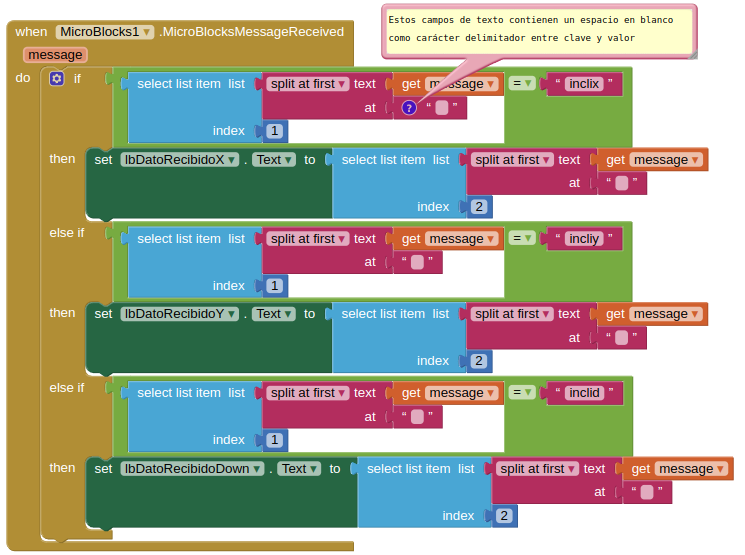 Estos campos de texto contienen un espacio en blanco
como carácter delimitador entre clave y valor
when MicroBlocks1 ▾ .MicroBlocksMessageReceived
message
do if select list item list split at first ▾ text get message ▾ = ▾ “ inclix ”
at ? “ ”
index 1
then set lbDatoRecibidoX ▾ . Text ▾ to select list item list split at first ▾ text get message ▾
at “ ”
index 2
else if select list item list split at first ▾ text get message ▾ = ▾ “ incliy ”
at “ ”
index 1
then set lbDatoRecibidoY ▾ . Text ▾ to select list item list split at first ▾ text get message ▾
at “ ”
index 2
else if select list item list split at first ▾ text get message ▾ = ▾ “ inclid ”
at “ ”
index 1
then set lbDatoRecibidoDown ▾ . Text ▾ to select list item list split at first ▾ text get message ▾
at “ ”
index 2